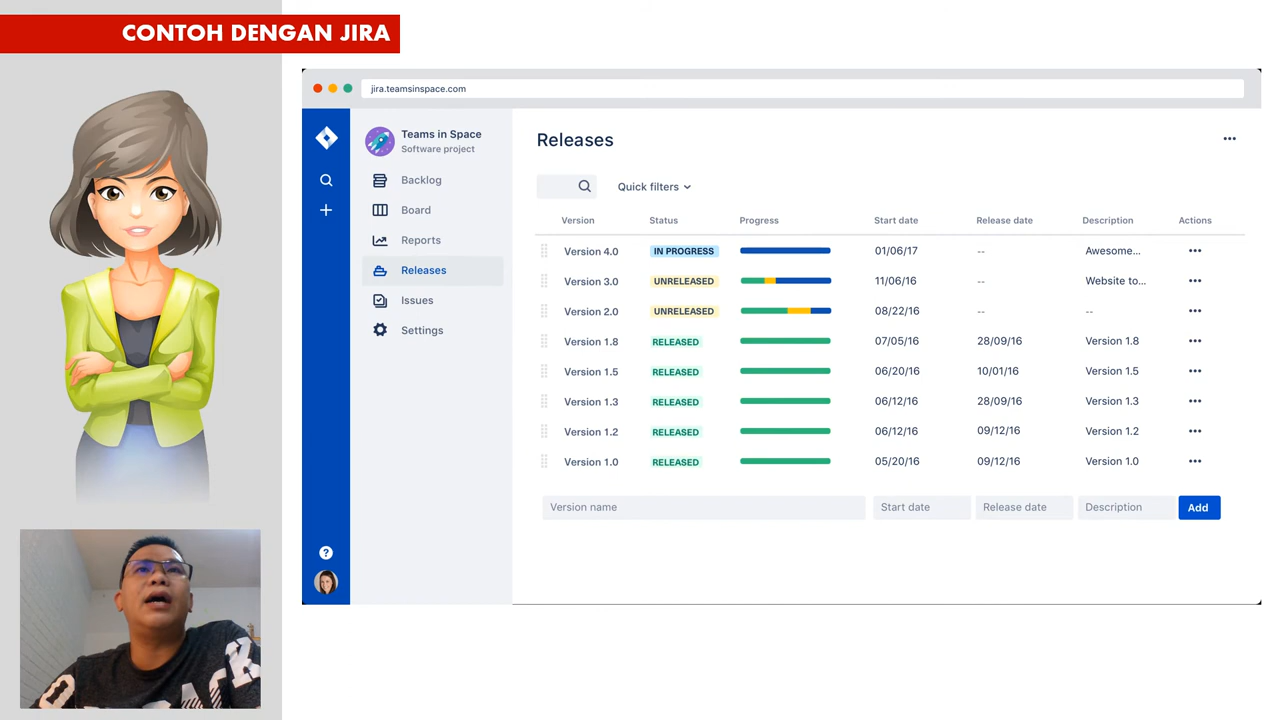 CONTOH DENGAN JIRA
jira.teamsinspace.com
Teams in Space
Software project
Backlog
Board
Reports
Releases
Issues
Settings
?
Releases
Quick filters
Version Status Progress Start date Release date Description Actions
Version 4.0 IN PROGRESS 01/06/17 -- Awesome...
Version 3.0 UNRELEASED 11/06/16 -- Website to...
Version 2.0 UNRELEASED 08/22/16 -- --
Version 1.8 RELEASED 07/05/16 28/09/16 Version 1.8
Version 1.5 RELEASED 06/20/16 10/01/16 Version 1.5
Version 1.3 RELEASED 06/12/16 28/09/16 Version 1.3
Version 1.2 RELEASED 06/12/16 09/12/16 Version 1.2
Version 1.0 RELEASED 05/20/16 09/12/16 Version 1.0
Version name Start date Release date Description Add